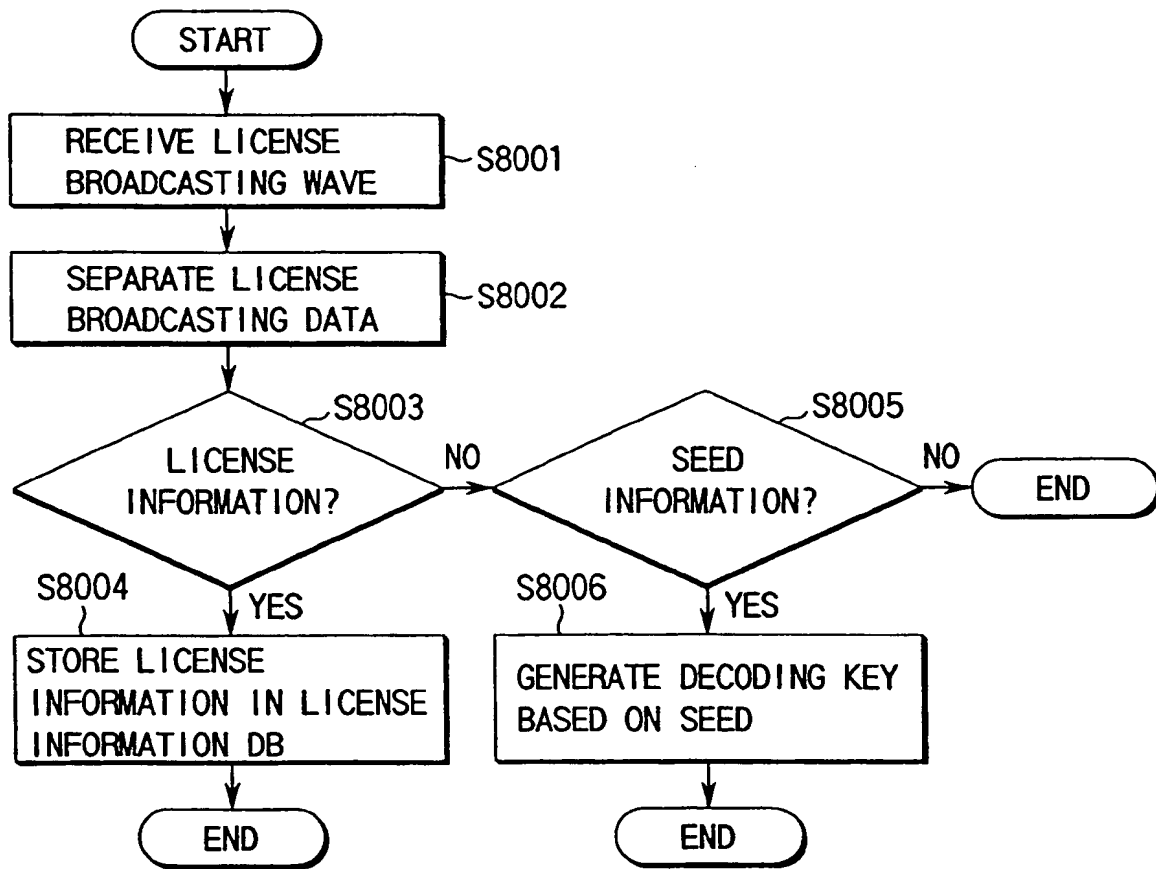 START
RECEIVE LICENSE
BROADCASTING WAVE
S8001
SEPARATE LICENSE
BROADCASTING DATA
S8002
S8003
LICENSE
INFORMATION?
NO
S8005
SEED
INFORMATION?
NO
END
S8004
YES
STORE LICENSE
INFORMATION IN LICENSE
INFORMATION DB
END
S8006
YES
GENERATE DECODING KEY
BASED ON SEED
END